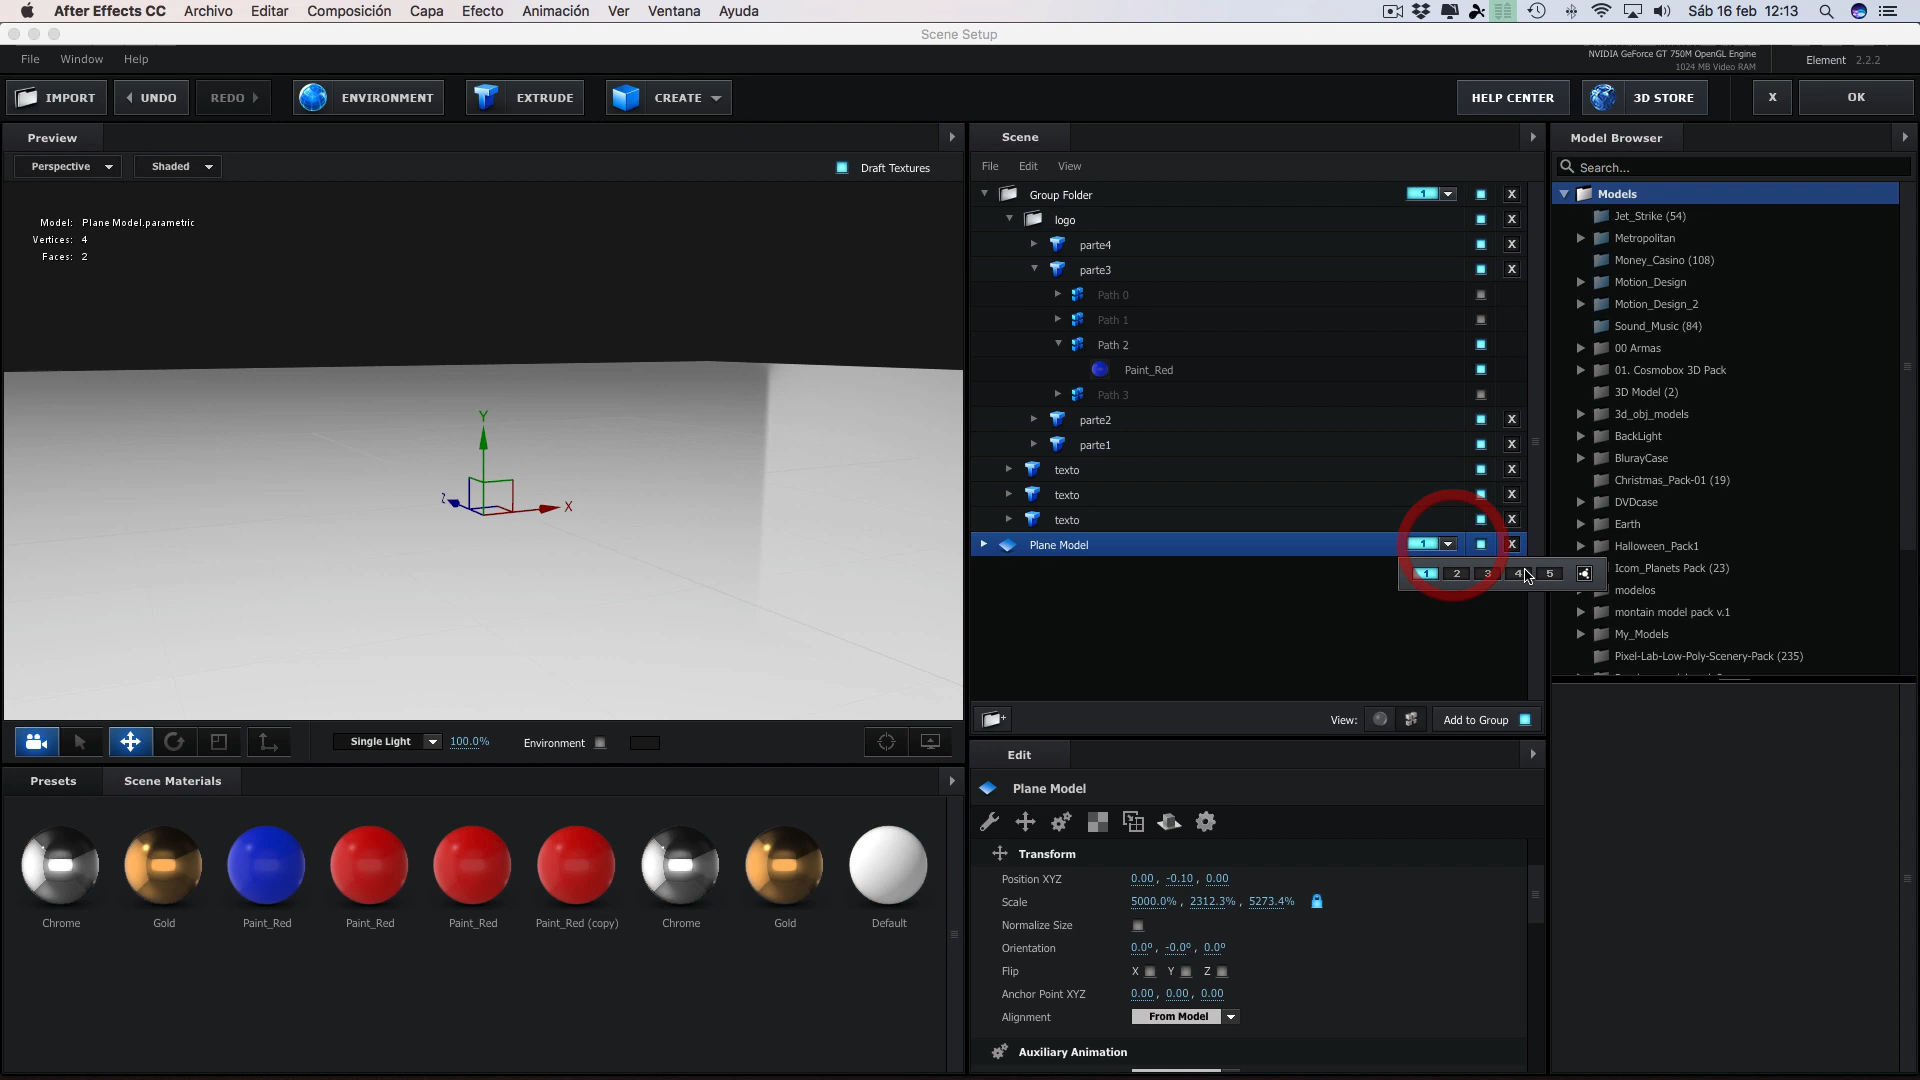 After Effects CC Archivo Editar Composición Capa Efecto Animación Ver Ventana Ayuda Sáb 16 feb 12:13
Scene Setup
File Window Help
NVIDIA GeForce GT 750M OpenGL Engine
1024 MB Video RAM
Element 2.2.2
IMPORT UNDO REDO ENVIRONMENT EXTRUDE CREATE HELP CENTER 3D STORE X OK
Preview
Perspective Shaded Draft Textures
Model: Plane Model.parametric
Vertices: 4
Faces: 2
Y
Z
X
Single Light 100.0% Environment
Presets Scene Materials
Chrome Gold Paint_Red Paint_Red Paint_Red Paint_Red (copy) Chrome Gold Default
Scene
File Edit View
Group Folder 1 X
logo X
parte4 X
parte3 X
Path 0
Path 1
Path 2
Paint_Red
Path 3
parte2 X
parte1 X
texto X
texto X
texto X
Plane Model 1 X
1 2 3 4 5
View: Add to Group
Edit
Plane Model
Transform
Position XYZ 0.00, -0.10, 0.00
Scale 5000.0%, 2312.3%, 5273.4%
Normalize Size
Orientation 0.0º, -0.0º, 0.0º
Flip X Y Z
Anchor Point XYZ 0.00, 0.00, 0.00
Alignment From Model
Auxiliary Animation
Model Browser
Search...
Models
Jet_Strike (54)
Metropolitan
Money_Casino (108)
Motion_Design
Motion_Design_2
Sound_Music (84)
00 Armas
01. Cosmobox 3D Pack
3D Model (2)
3d_obj_models
BackLight
BlurayCase
Christmas_Pack-01 (19)
DVDcase
Earth
Halloween_Pack1
Icom_Planets Pack (23)
modelos
montain model pack v.1
My_Models
Pixel-Lab-Low-Poly-Scenery-Pack (235)